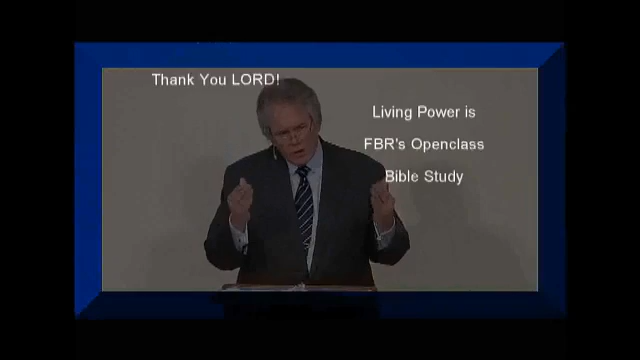 Thank You LORD!
Living Power is
FBR's Openclass
Bible Study